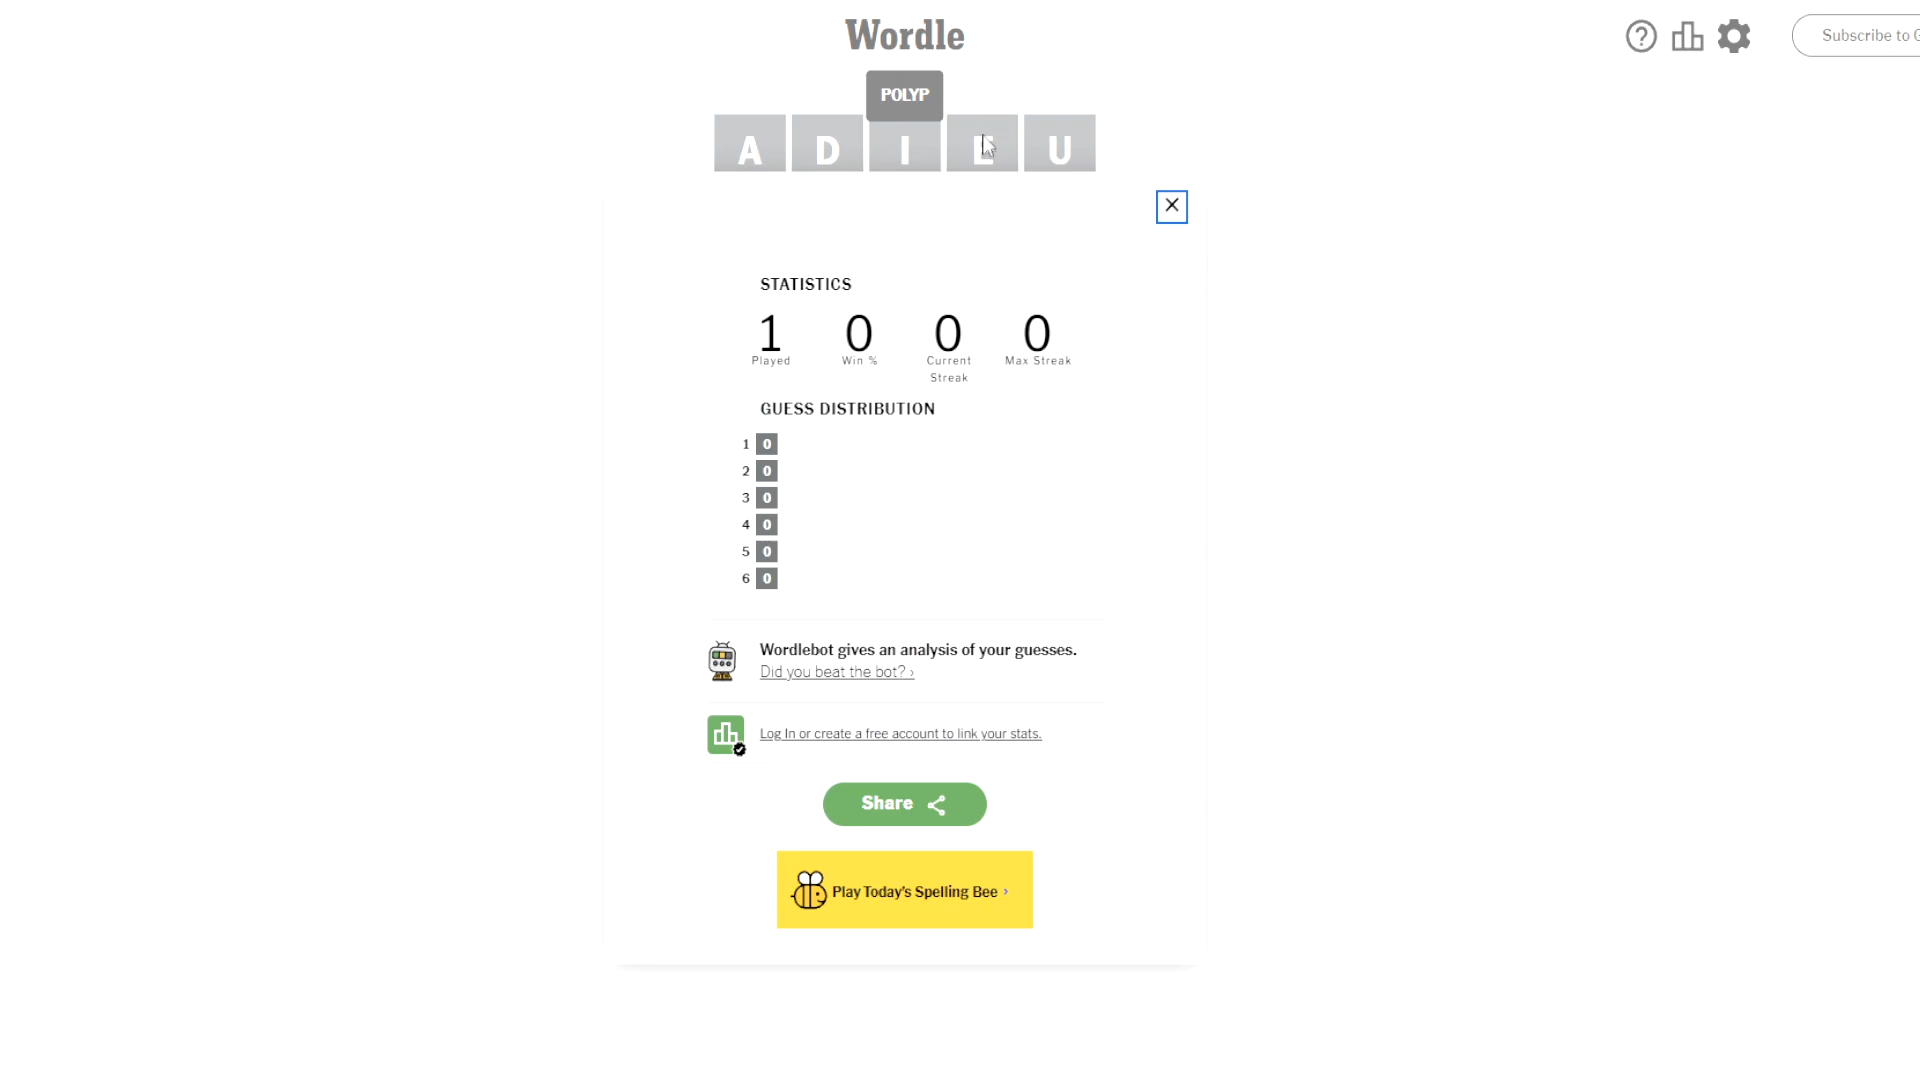 Wordle
Subscribe to
POLYP
A D I U
STATISTICS
1 0 0 0
Played Win % Current Streak Max Streak
GUESS DISTRIBUTION
1 0
2 0
3 0
4 0
5 0
6 0
Wordlebot gives an analysis of your guesses.
Did you beat the bot? ›
Log In or create a free account to link your stats.
Share
Play Today's Spelling Bee ›